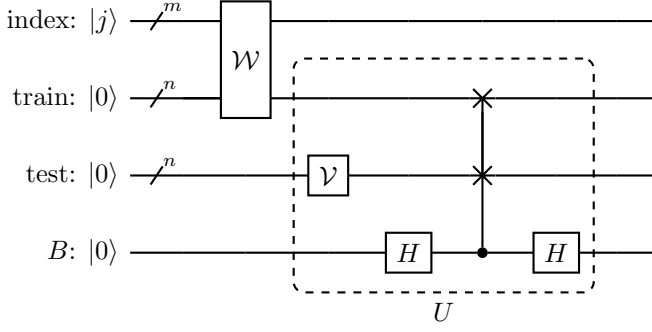 index: |j⟩ m 𝒲
train: |0⟩ n
test: |0⟩ n 𝒱
B: |0⟩ H H
U